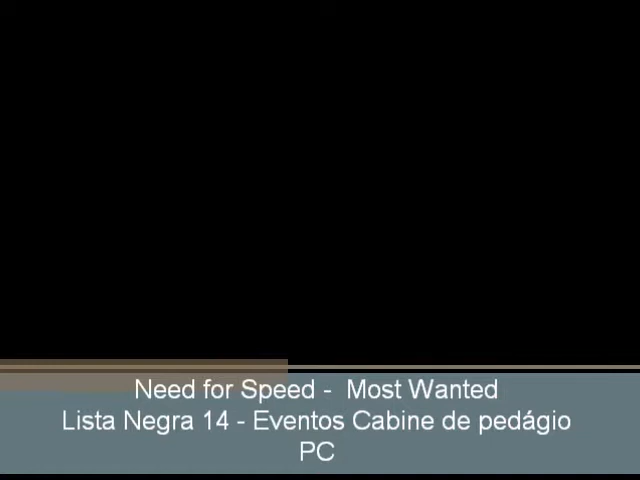 Need for Speed -  Most Wanted
Lista Negra 14 - Eventos Cabine de pedágio
PC